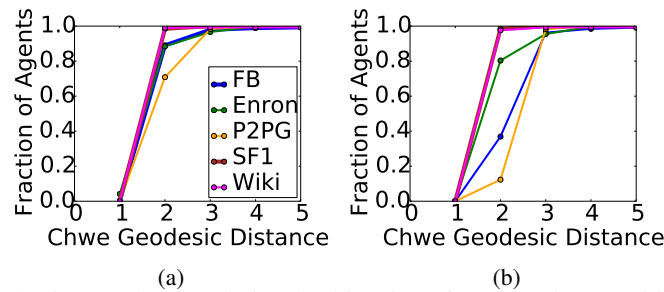 Fraction of Agents
1.0
0.8
0.6
0.4
0.2
0.0
0 1 2 3 4 5
Chwe Geodesic Distance
FB
Enron
P2PG
SF1
Wiki
(a)
Fraction of Agents
1.0
0.8
0.6
0.4
0.2
0.0
0 1 2 3 4 5
Chwe Geodesic Distance
(b)